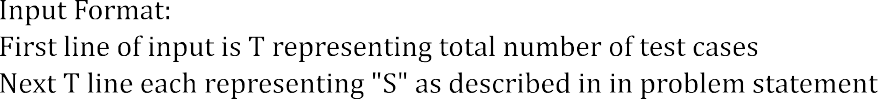 Input Format:
First line of input is T representing total number of test cases
Next T line each representing "S" as described in in problem statement